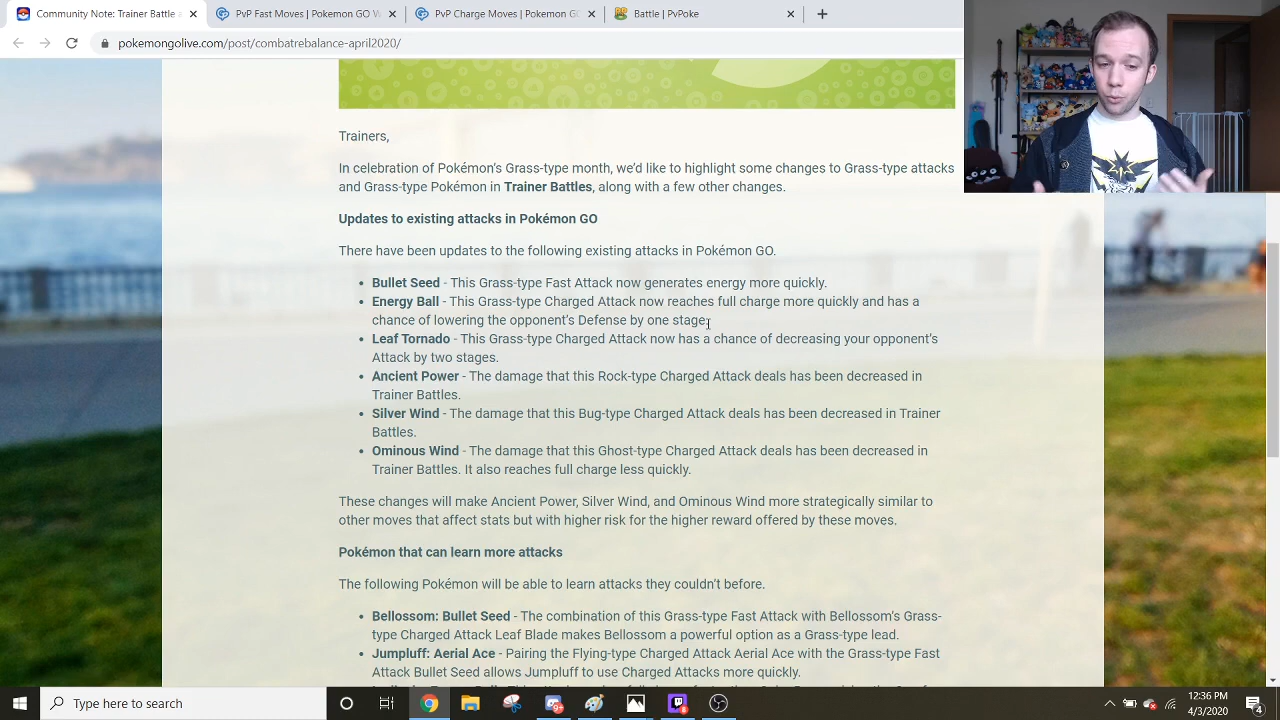 Community Note: Trainer Battle
PvP Fast Moves | Pokémon GO W
PvP Charge Moves | Pokemon G
Battle | PvPoke
pokemongolive.com/post/combatrebalance-april2020/
Trainers,
In celebration of Pokémon's Grass-type month, we'd like to highlight some changes to Grass-type attacks
and Grass-type Pokémon in Trainer Battles, along with a few other changes.
Updates to existing attacks in Pokémon GO
There have been updates to the following existing attacks in Pokémon GO.
• Bullet Seed - This Grass-type Fast Attack now generates energy more quickly.
• Energy Ball - This Grass-type Charged Attack now reaches full charge more quickly and has a
chance of lowering the opponent's Defense by one stage.
• Leaf Tornado - This Grass-type Charged Attack now has a chance of decreasing your opponent's
Attack by two stages.
• Ancient Power - The damage that this Rock-type Charged Attack deals has been decreased in
Trainer Battles.
• Silver Wind - The damage that this Bug-type Charged Attack deals has been decreased in Trainer
Battles.
• Ominous Wind - The damage that this Ghost-type Charged Attack deals has been decreased in
Trainer Battles. It also reaches full charge less quickly.
These changes will make Ancient Power, Silver Wind, and Ominous Wind more strategically similar to
other moves that affect stats but with higher risk for the higher reward offered by these moves.
Pokémon that can learn more attacks
The following Pokémon will be able to learn attacks they couldn't before.
• Bellossom: Bullet Seed - The combination of this Grass-type Fast Attack with Bellossom's Grass-
type Charged Attack Leaf Blade makes Bellossom a powerful option as a Grass-type lead.
• Jumpluff: Aerial Ace - Pairing the Flying-type Charged Attack Aerial Ace with the Grass-type Fast
Attack Bullet Seed allows Jumpluff to use Charged Attacks more quickly.
Type here to search
12:36 PM
4/3/2020
4